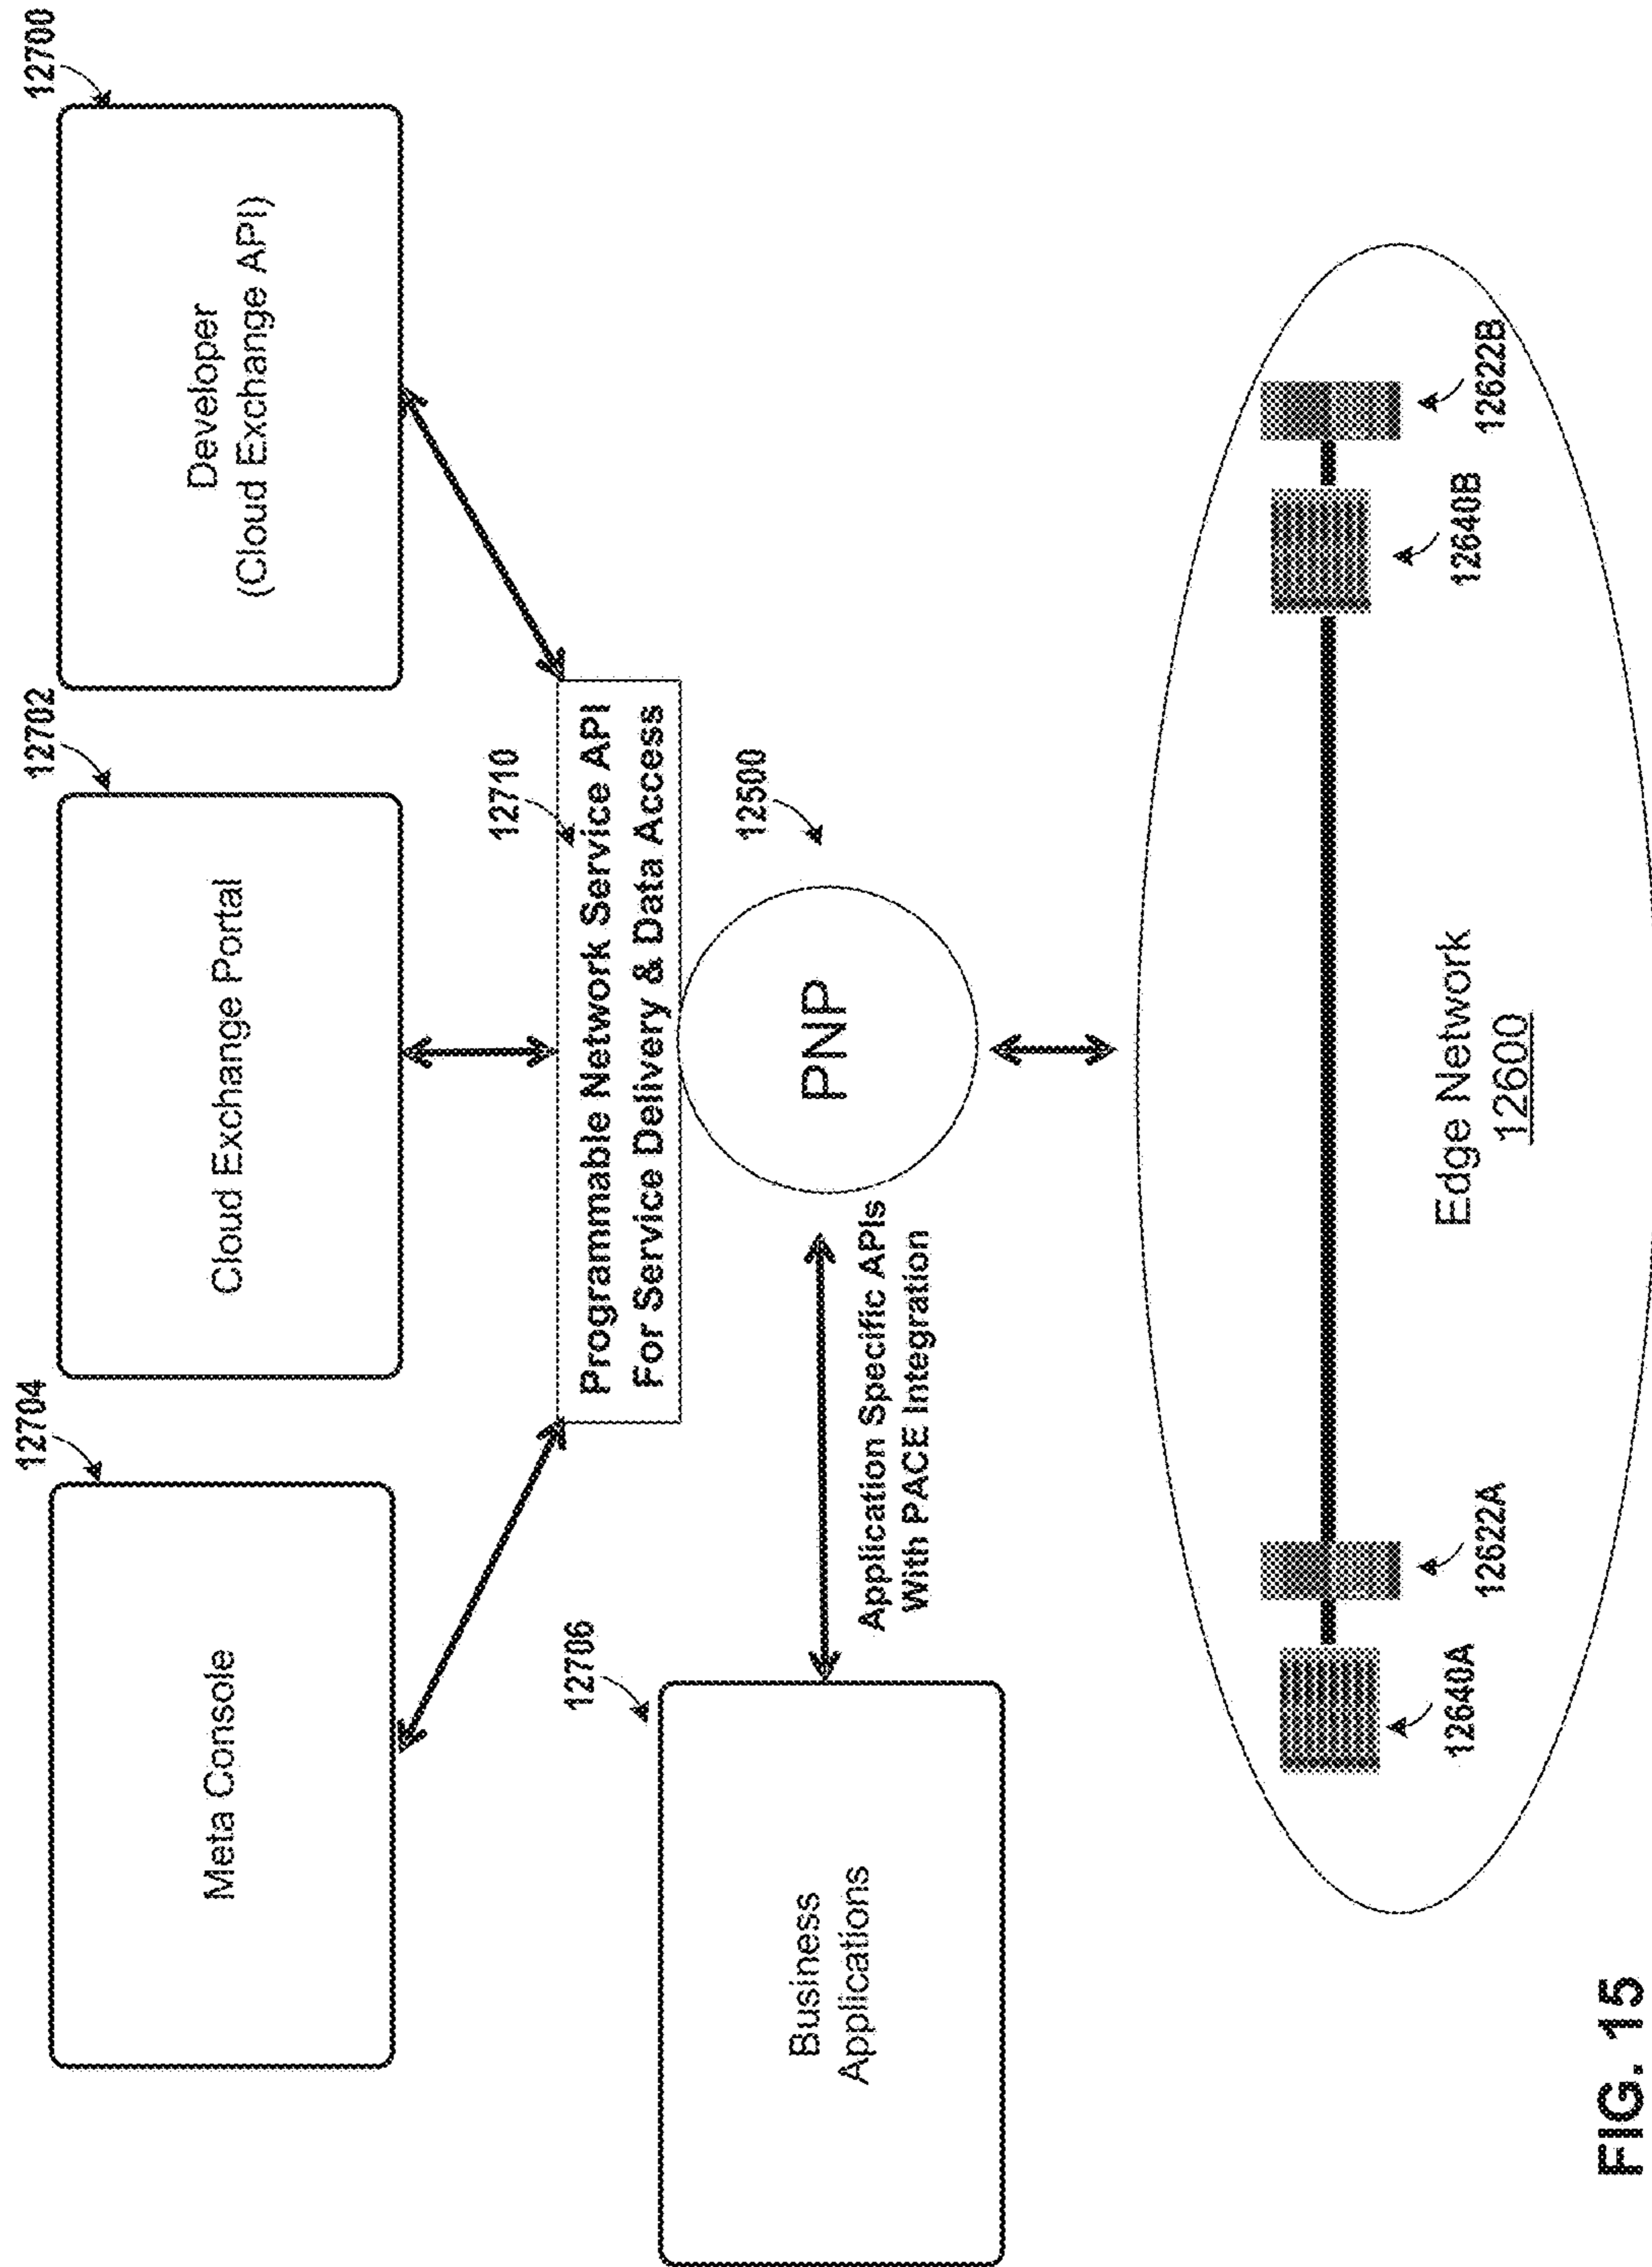 12704
12702
12700
Meta Console
Cloud Exchange Portal
Developer
(Cloud Exchange API)
12710
Programmable Network Service API
For Service Delivery & Data Access
12706
12500
Business
Applications
PNP
Application Specific APIs
With PACE Integration
12640A
12622A
12640B
12622B
Edge Network
12600
FIG. 15